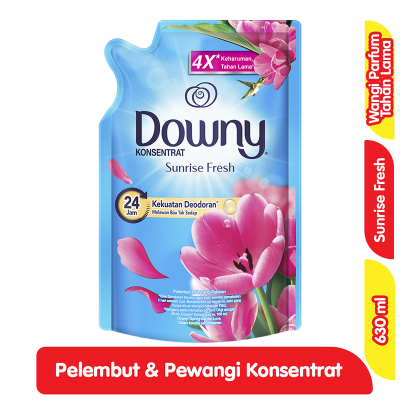 4X*
Keharuman
Tahan Lama
Downy
KONSENTRAT
Sunrise Fresh
24
Jam
Kekuatan Deodoran*
Melawan Bau Tak Sedap
Wangi Parfum
Tahan Lama
Sunrise Fresh
630 ml
Pelembut & Pewangi Konsentrat